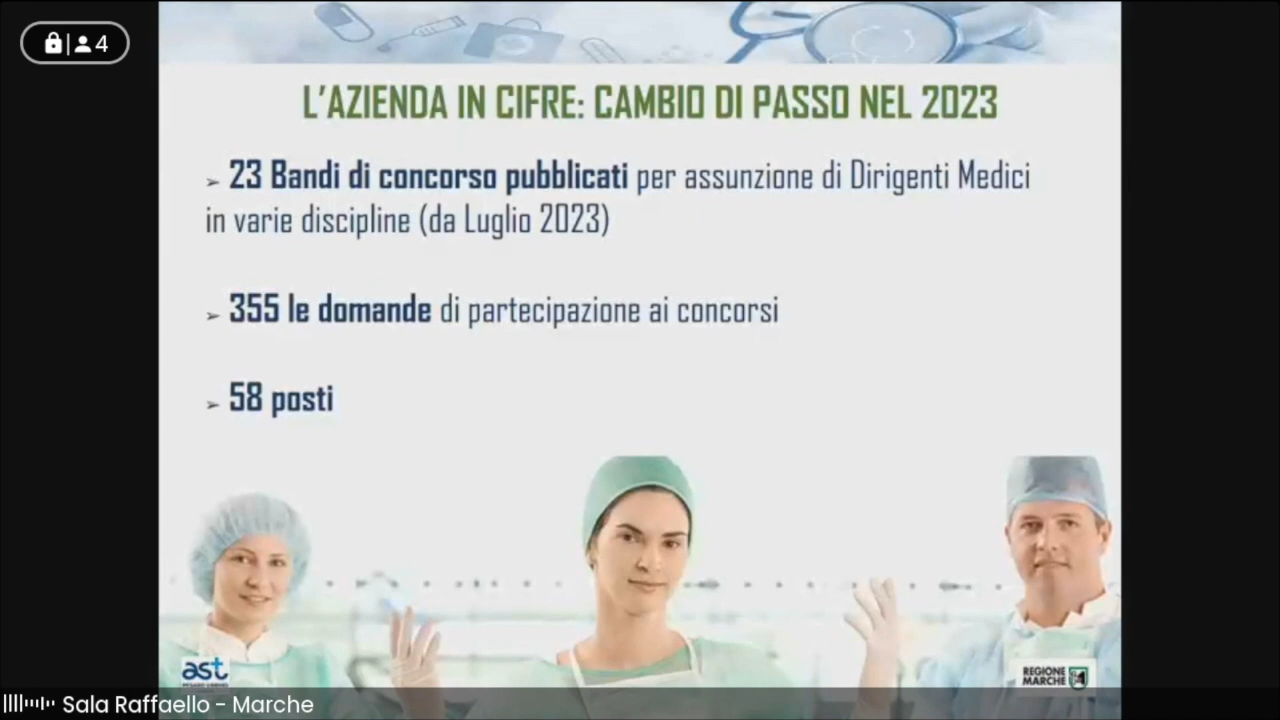 4
L'AZIENDA IN CIFRE: CAMBIO DI PASSO NEL 2023
➢ 23 Bandi di concorso pubblicati per assunzione di Dirigenti Medici
in varie discipline (da Luglio 2023)
➢ 355 le domande di partecipazione ai concorsi
➢ 58 posti
ast
REGIONE
MARCHE
Sala Raffaello - Marche